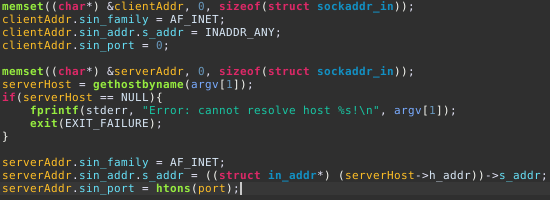 memset((char*) &clientAddr, 0, sizeof(struct sockaddr_in));
clientAddr.sin_family = AF_INET;
clientAddr.sin_addr.s_addr = INADDR_ANY;
clientAddr.sin_port = 0;

memset((char*) &serverAddr, 0, sizeof(struct sockaddr_in));
serverHost = gethostbyname(argv[1]);
if(serverHost == NULL){
    fprintf(stderr, "Error: cannot resolve host %s!\n", argv[1]);
    exit(EXIT_FAILURE);
}

serverAddr.sin_family = AF_INET;
serverAddr.sin_addr.s_addr = ((struct in_addr*) (serverHost->h_addr))->s_addr;
serverAddr.sin_port = htons(port);